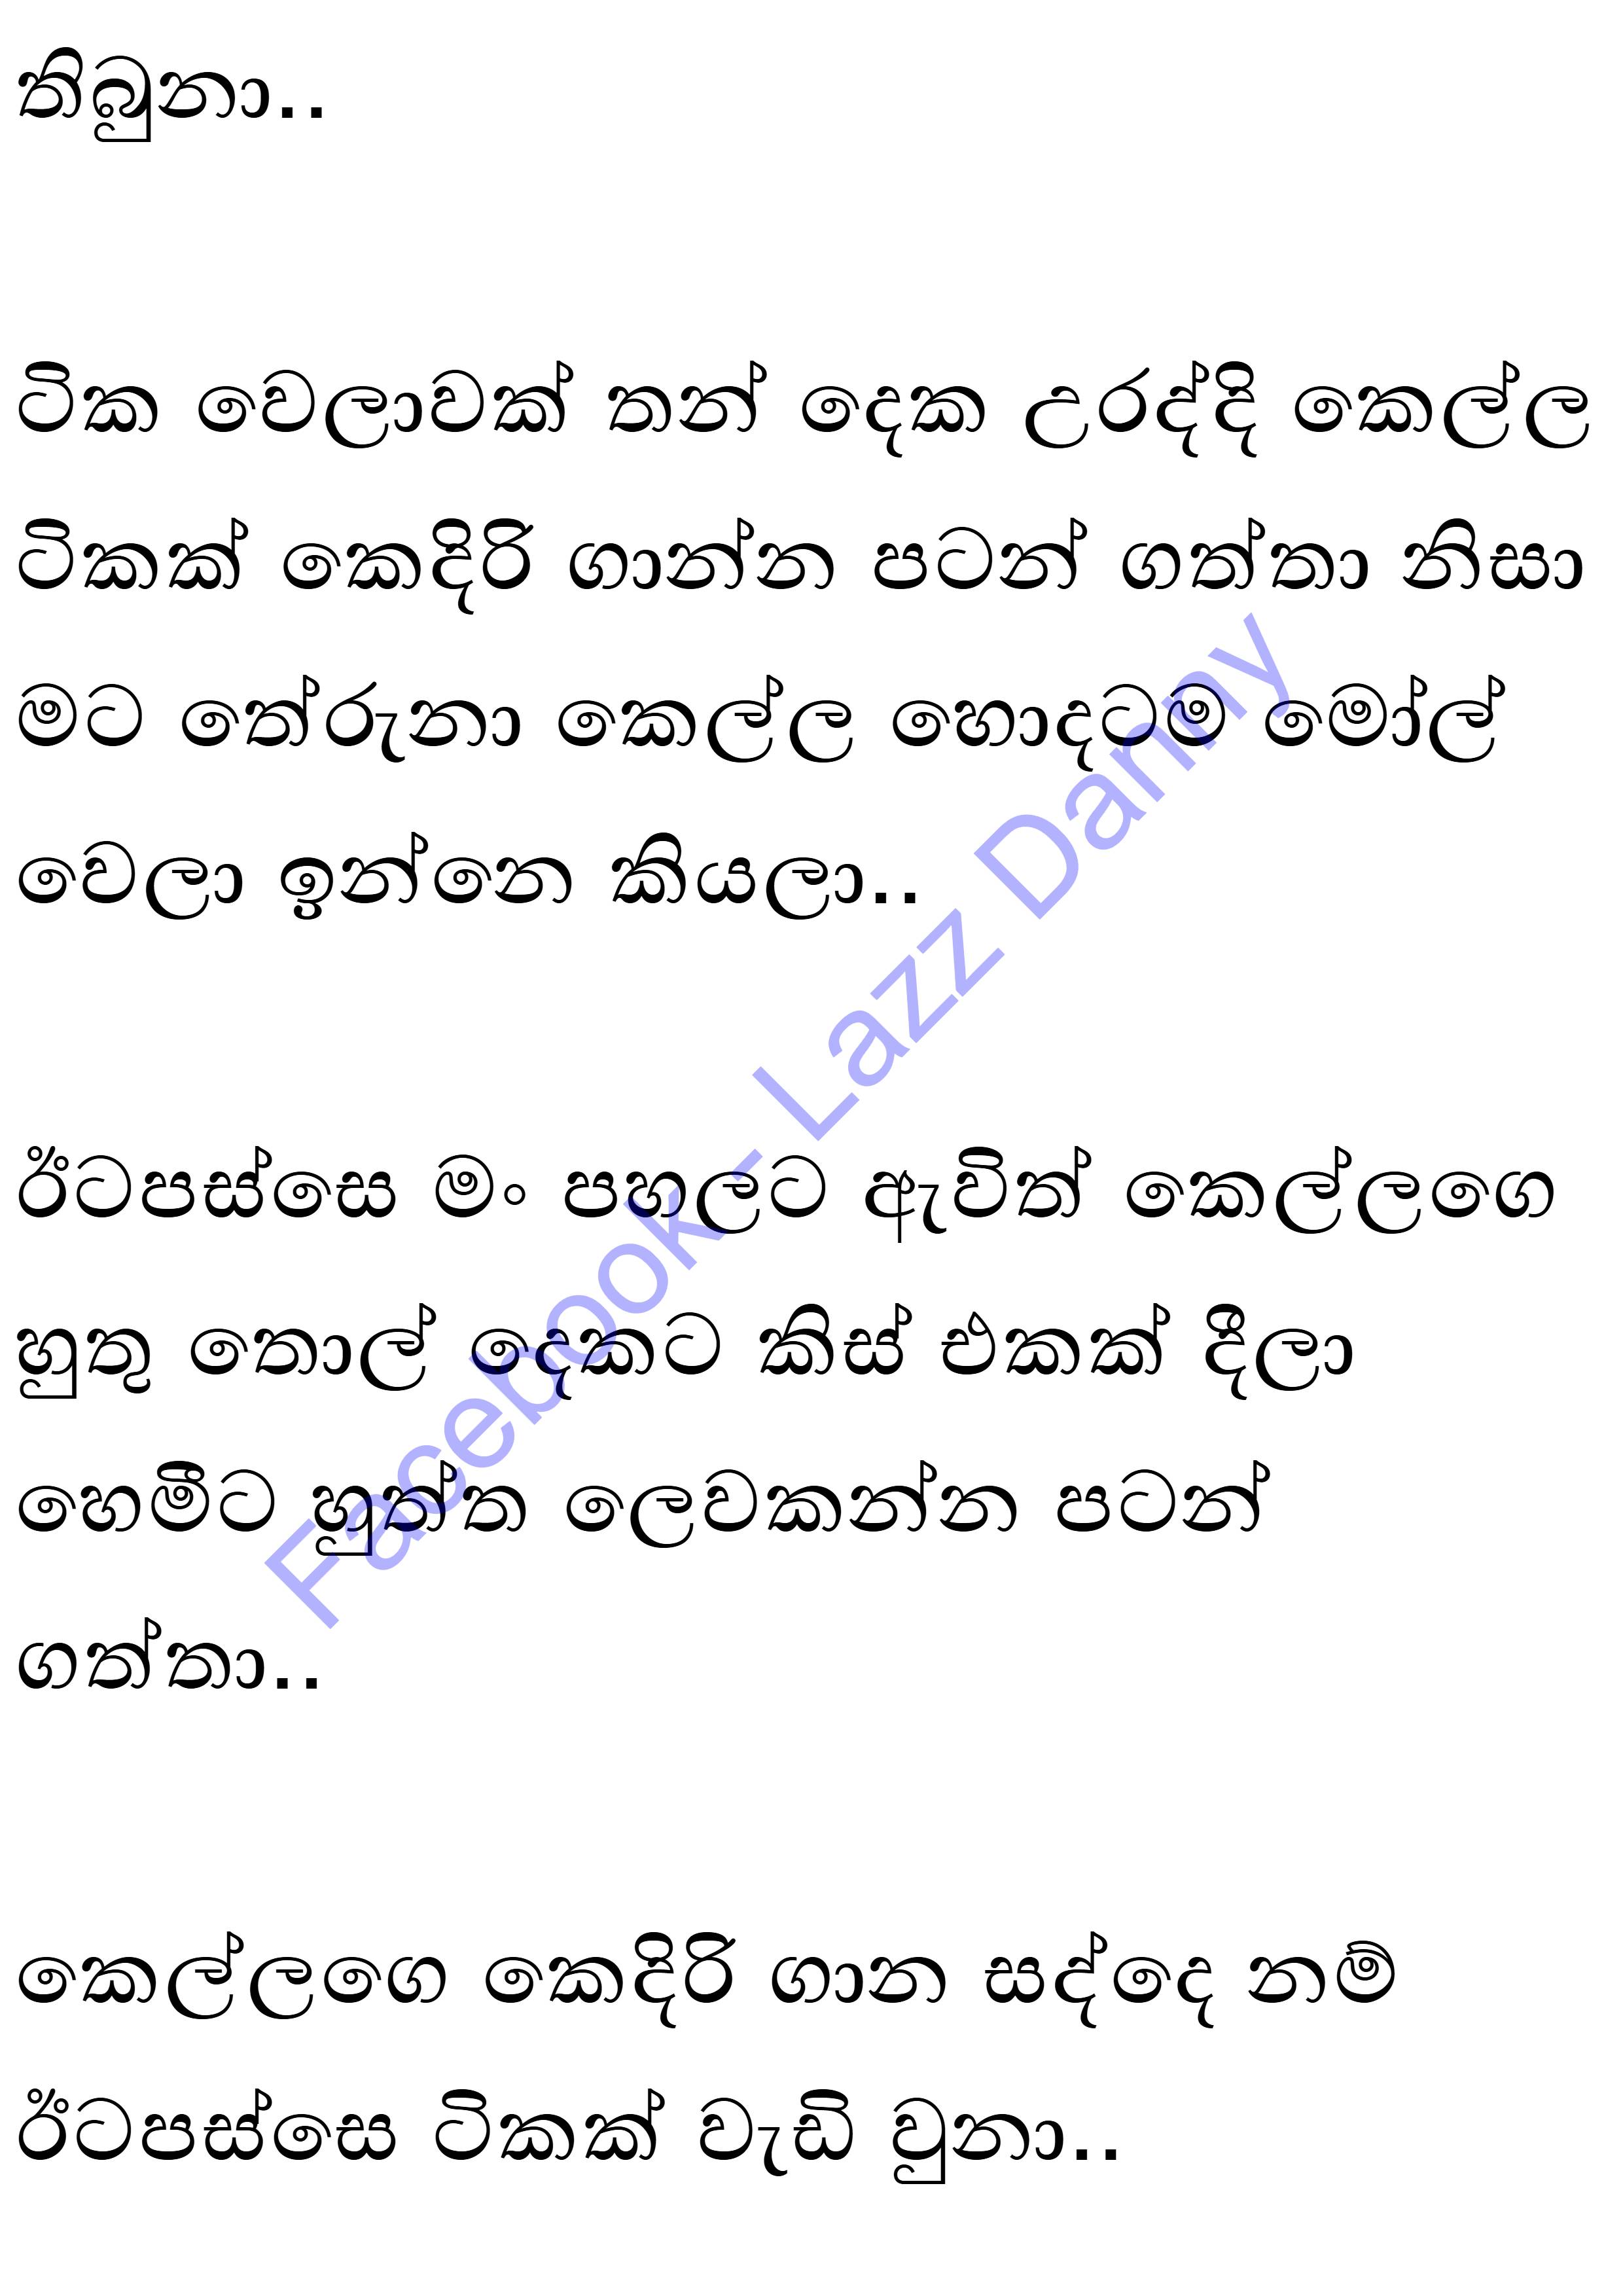 තිබුනා..
ටික වෙලාවක් තන් දෙක උරද්දි කෙල්ල
ටිකක් කෙදිරි ගාන්න පටන් ගත්තා නිසා
මට තේරුනා කෙල්ල හොදටම මෝල්
වෙලා ඉන්නෙ කියලා..
ඊටපස්සෙ මං පහලට ඇවිත් කෙල්ලගෙ
හුතු තොල් දෙකට කිස් එකක් දීලා
හෙමීට හුත්ත ලෙවකන්න පටන්
ගත්තා..
කෙල්ලගෙ කෙදිරි ගාන සද්දෙ නම්
ඊටපස්සෙ ටිකක් වැඩි වුනා..
Facebook - Lazz Danny